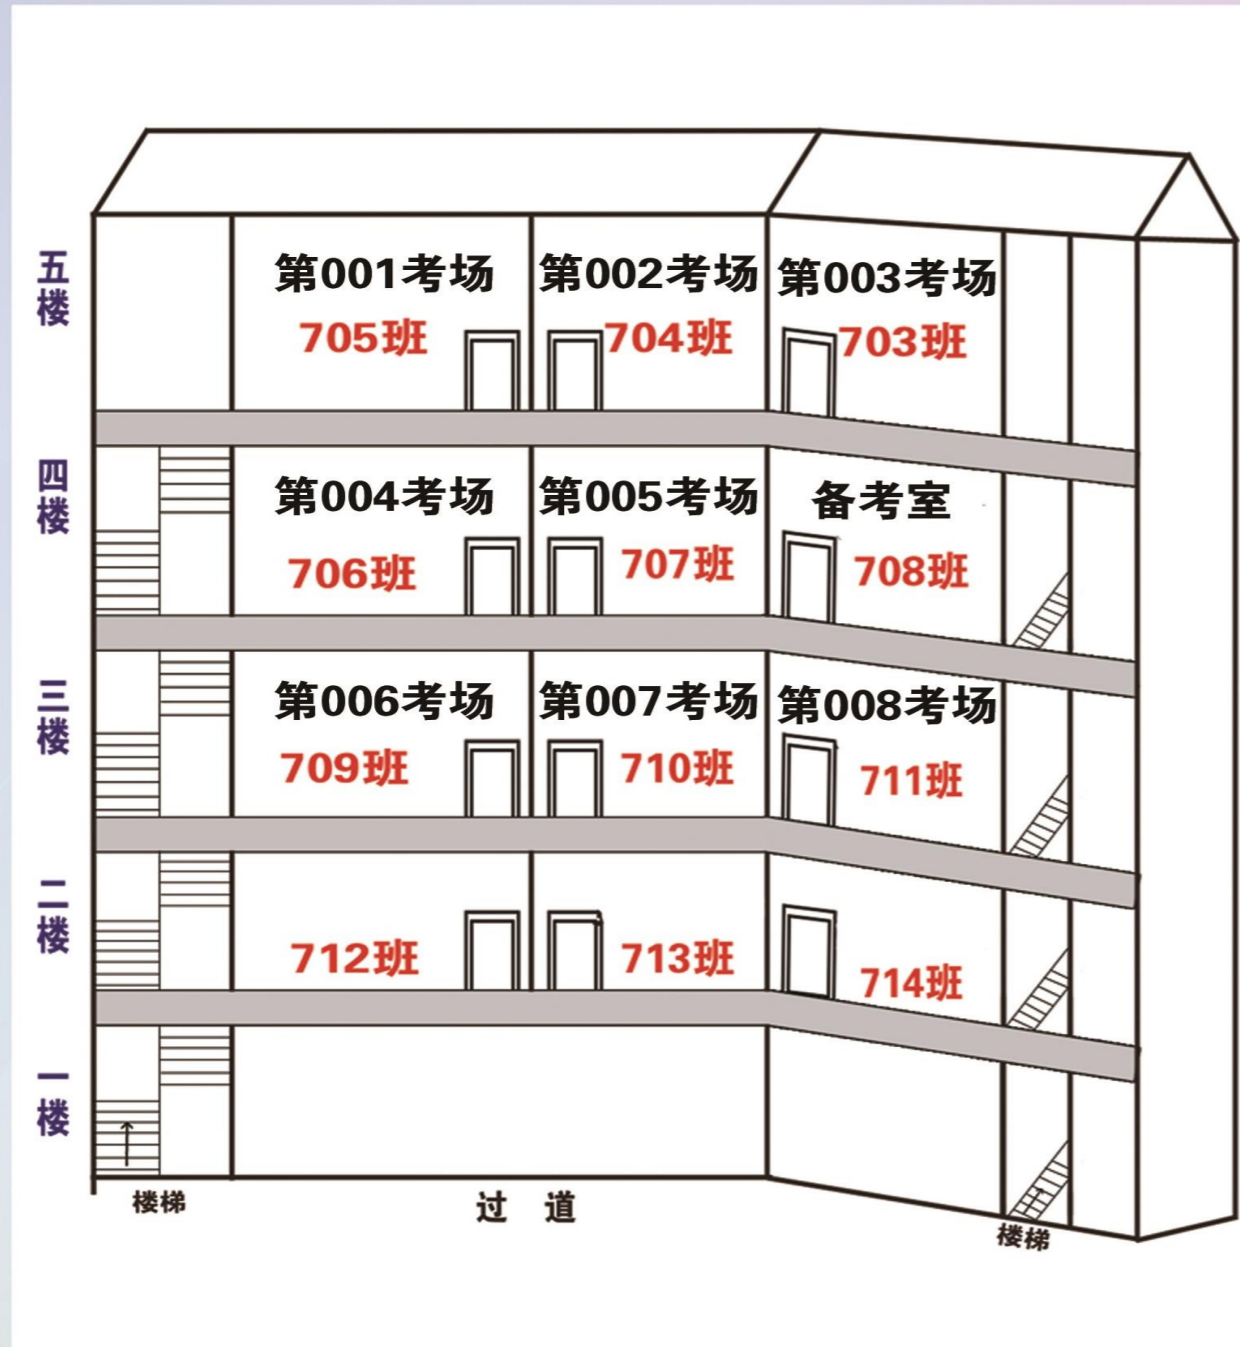 五楼
第001考场
第002考场
第003考场
705班
704班
703班
四楼
第004考场
第005考场
备考室
706班
707班
708班
三楼
第006考场
第007考场
第008考场
709班
710班
711班
二楼
712班
713班
714班
一楼
楼梯
过 道
楼梯